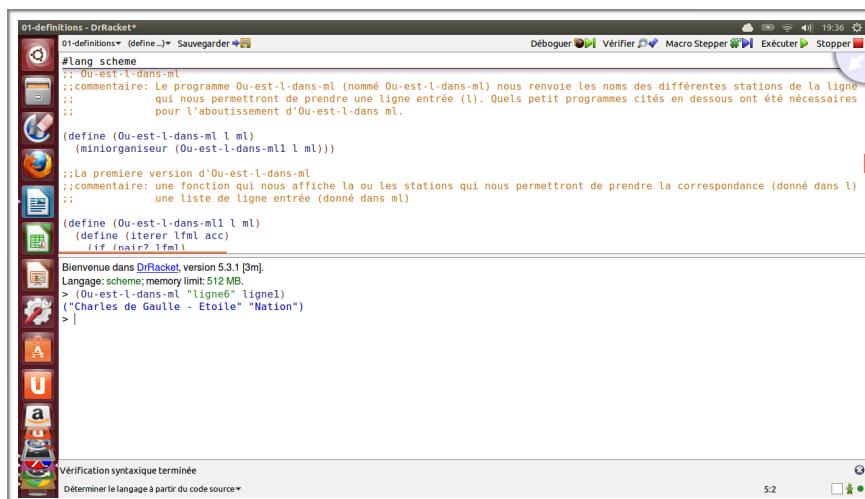 01-definitions - DrRacket*
19:36
01-definitions (define ...) Sauvegarder
Déboguer Vérifier Macro Stepper Exécuter Stopper
#lang scheme
;; Ou-est-l-dans-ml
;;commentaire: Le programme Ou-est-l-dans-ml (nommé Ou-est-l-dans-ml) nous renvoie les noms des différentes stations de la ligne
;; qui nous permettront de prendre une ligne entrée (l). Quels petit programmes cités en dessous ont été nécessaires
;; pour l'aboutissement d'Ou-est-l-dans ml.
(define (Ou-est-l-dans-ml l ml)
(miniorganiseur (Ou-est-l-dans-ml1 l ml)))
;;La premiere version d'Ou-est-l-dans-ml
;;commentaire: une fonction qui nous affiche la ou les stations qui nous permettront de prendre la correspondance (donné dans l)
;; une liste de ligne entrée (donné dans ml)
(define (Ou-est-l-dans-ml1 l ml)
(define (iterer lfml acc)
(if (pair? lfml)
Bienvenue dans DrRacket, version 5.3.1 [3m].
Langage: scheme; memory limit: 512 MB.
> (Ou-est-l-dans-ml "ligne6" ligne1)
("Charles de Gaulle - Etoile" "Nation")
>
Vérification syntaxique terminée
Déterminer le langage à partir du code source
5:2